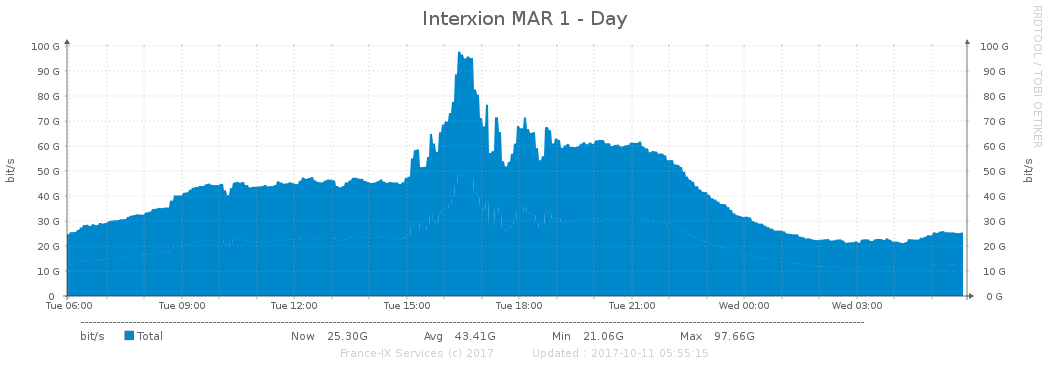 Interxion MAR 1 - Day
RRDTOOL / TOBI OETIKER
bit/s
bit/s
100 G 100 G
90 G 90 G
80 G 80 G
70 G 70 G
60 G 60 G
50 G 50 G
40 G 40 G
30 G 30 G
20 G 20 G
10 G 10 G
0 0 G
Tue 06:00 Tue 09:00 Tue 12:00 Tue 15:00 Tue 18:00 Tue 21:00 Wed 00:00 Wed 03:00
bit/s Total Now 25.30G Avg 43.41G Min 21.06G Max 97.66G
France-IX Services (c) 2017 Updated : 2017-10-11 05:55:15